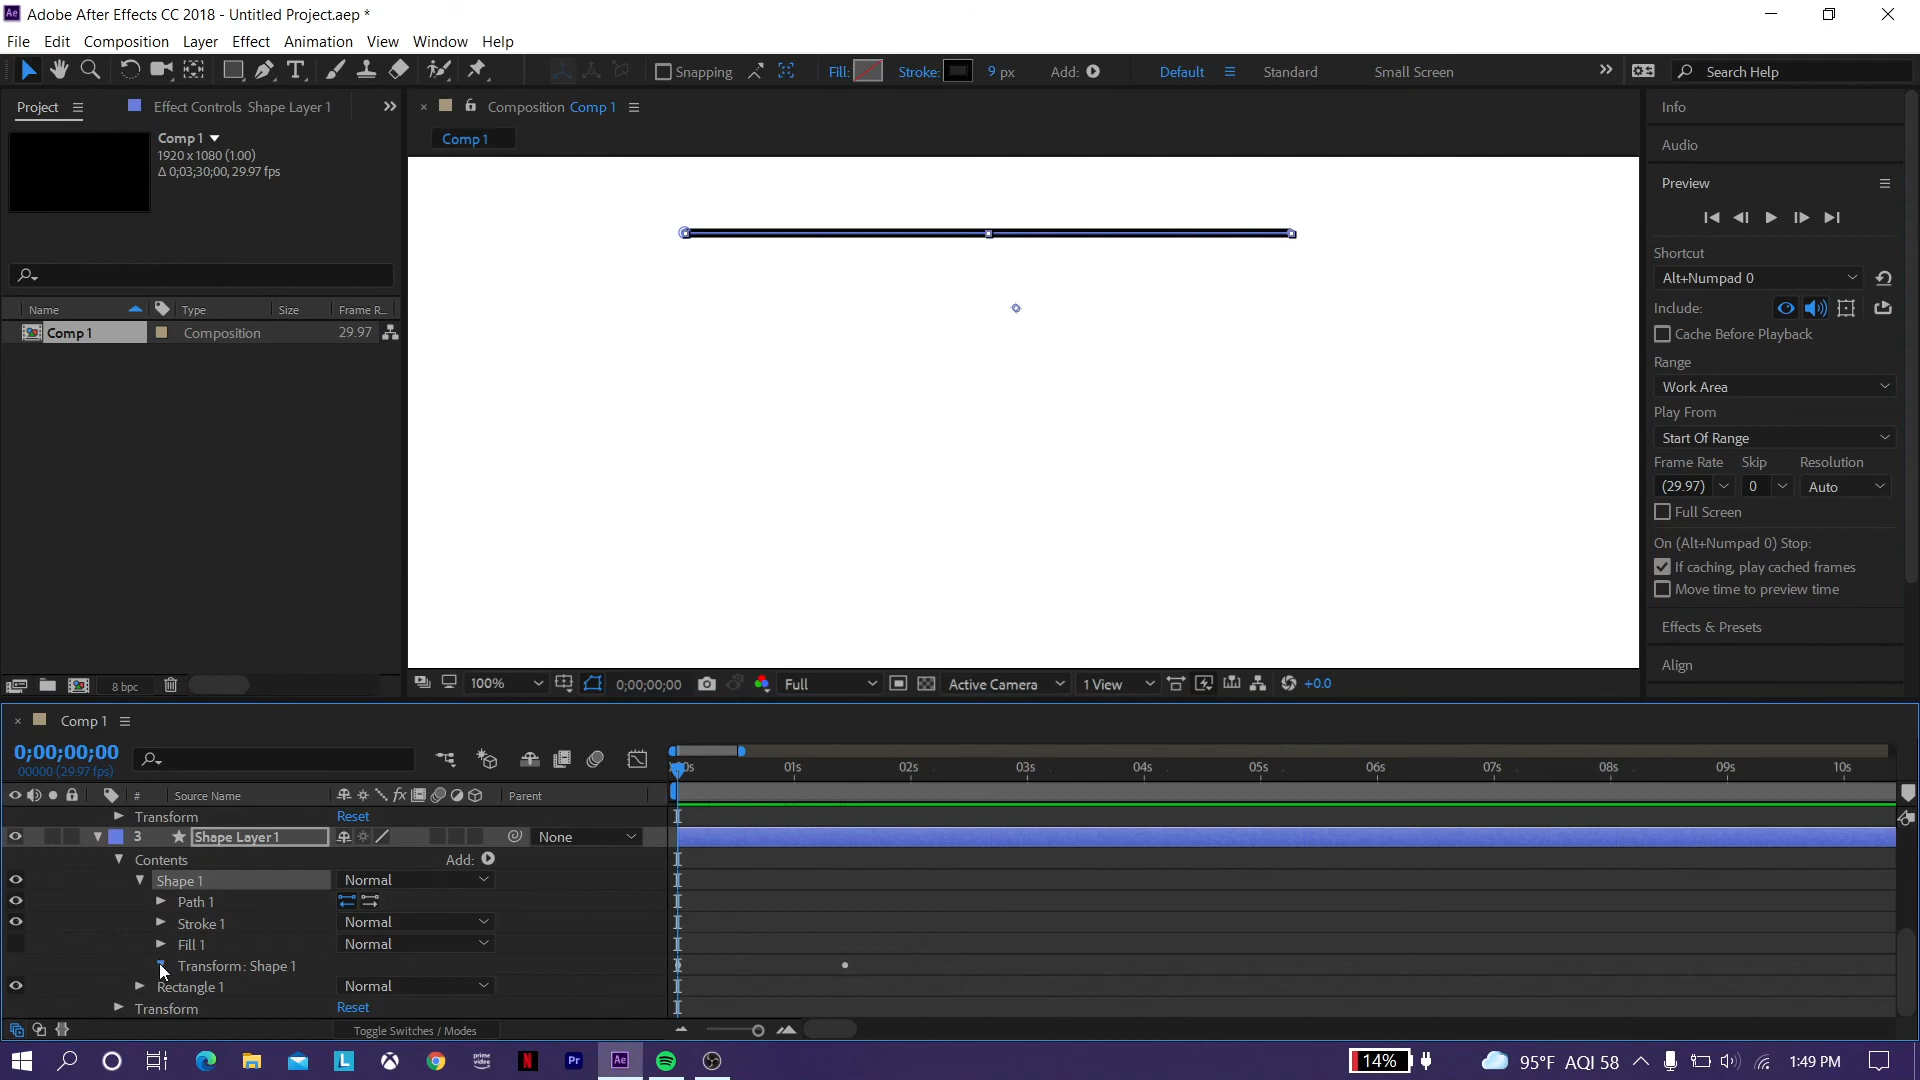 Adobe After Effects CC 2018 - Untitled Project.aep *
File Edit Composition Layer Effect Animation View Window Help
Snapping Fill: Stroke: 9 px Add: Default Standard Small Screen Search Help
Project Effect Controls Shape Layer 1
Composition Comp 1
Info
Comp 1
1920 x 1080 (1.00)
Δ 0;03;30;00, 29.97 fps
Comp 1
Audio
Preview
Shortcut
Alt+Numpad 0
Include:
Cache Before Playback
Range
Work Area
Play From
Start Of Range
Frame Rate Skip Resolution
(29.97) 0 Auto
Full Screen
On (Alt+Numpad 0) Stop:
If caching, play cached frames
Move time to preview time
Effects & Presets
Align
Name Type Size Frame R...
Comp 1 Composition 29.97
8 bpc
100% 0;00;00;00 Full Active Camera 1 View +0.0
Comp 1
0;00;00;00
00000 (29.97 fps)
01s 02s 03s 04s 05s 06s 07s 08s 09s 10s
# Source Name Parent
Transform Reset
3 Shape Layer 1 None
Contents Add:
Shape 1 Normal
Path 1
Stroke 1 Normal
Fill 1 Normal
Transform: Shape 1
Rectangle 1 Normal
Transform Reset
Toggle Switches / Modes
prime video
14% 95°F AQI 58 1:49 PM